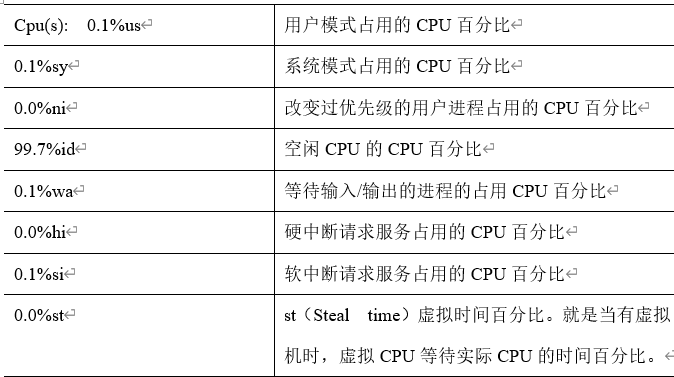 Cpu(s): 0.1%us↵ 用户模式占用的 CPU 百分比↵
0.1%sy↵ 系统模式占用的 CPU 百分比↵
0.0%ni↵ 改变过优先级的用户进程占用的 CPU 百分比↵
99.7%id↵ 空闲 CPU 的 CPU 百分比↵
0.1%wa↵ 等待输入/输出的进程的占用 CPU 百分比↵
0.0%hi↵ 硬中断请求服务占用的 CPU 百分比↵
0.1%si↵ 软中断请求服务占用的 CPU 百分比↵
0.0%st↵ st（Steal time）虚拟时间百分比。就是当有虚拟
机时，虚拟 CPU 等待实际 CPU 的时间百分比。↵